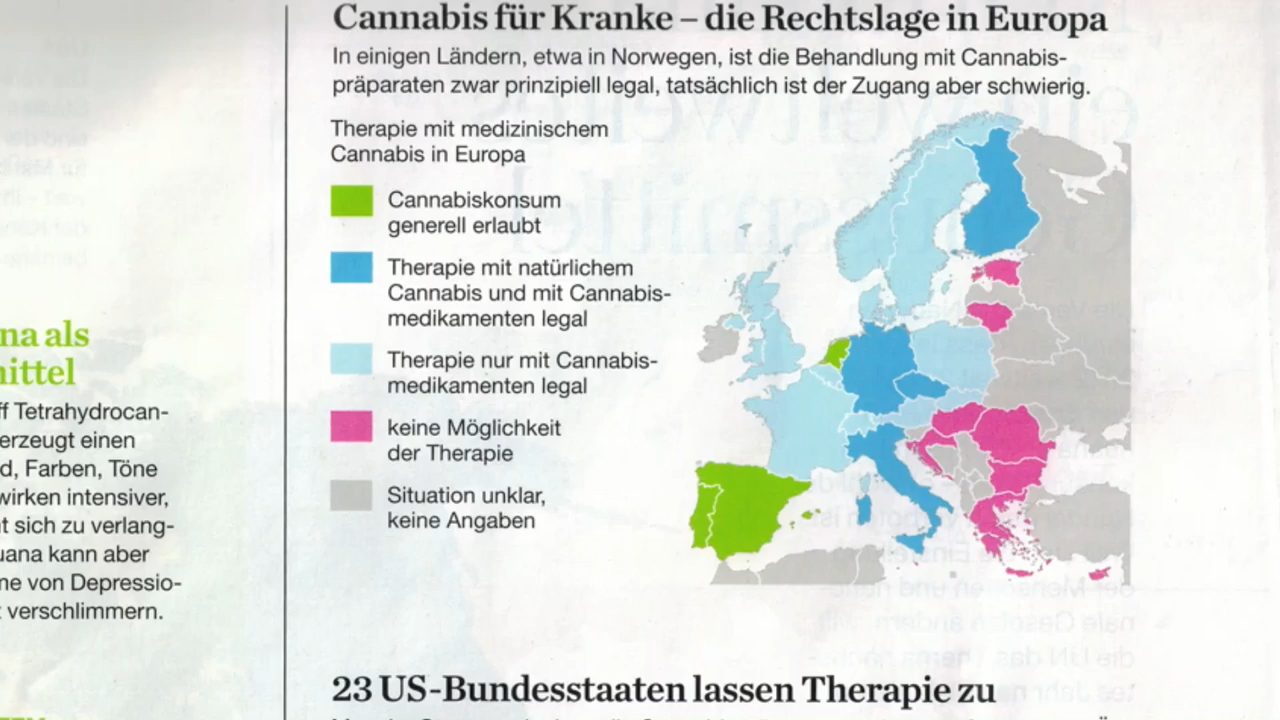 Cannabis für Kranke – die Rechtslage in Europa
In einigen Ländern, etwa in Norwegen, ist die Behandlung mit Cannabis-
präparaten zwar prinzipiell legal, tatsächlich ist der Zugang aber schwierig.
Therapie mit medizinischem
Cannabis in Europa
Cannabiskonsum
generell erlaubt
Therapie mit natürlichem
Cannabis und mit Cannabis-
medikamenten legal
Therapie nur mit Cannabis-
medikamenten legal
keine Möglichkeit
der Therapie
Situation unklar,
keine Angaben
23 US-Bundesstaaten lassen Therapie zu
na als
mittel
ff Tetrahydrocan-
erzeugt einen
d, Farben, Töne
wirken intensiver,
t sich zu verlang-
uana kann aber
me von Depressio-
t verschlimmern.